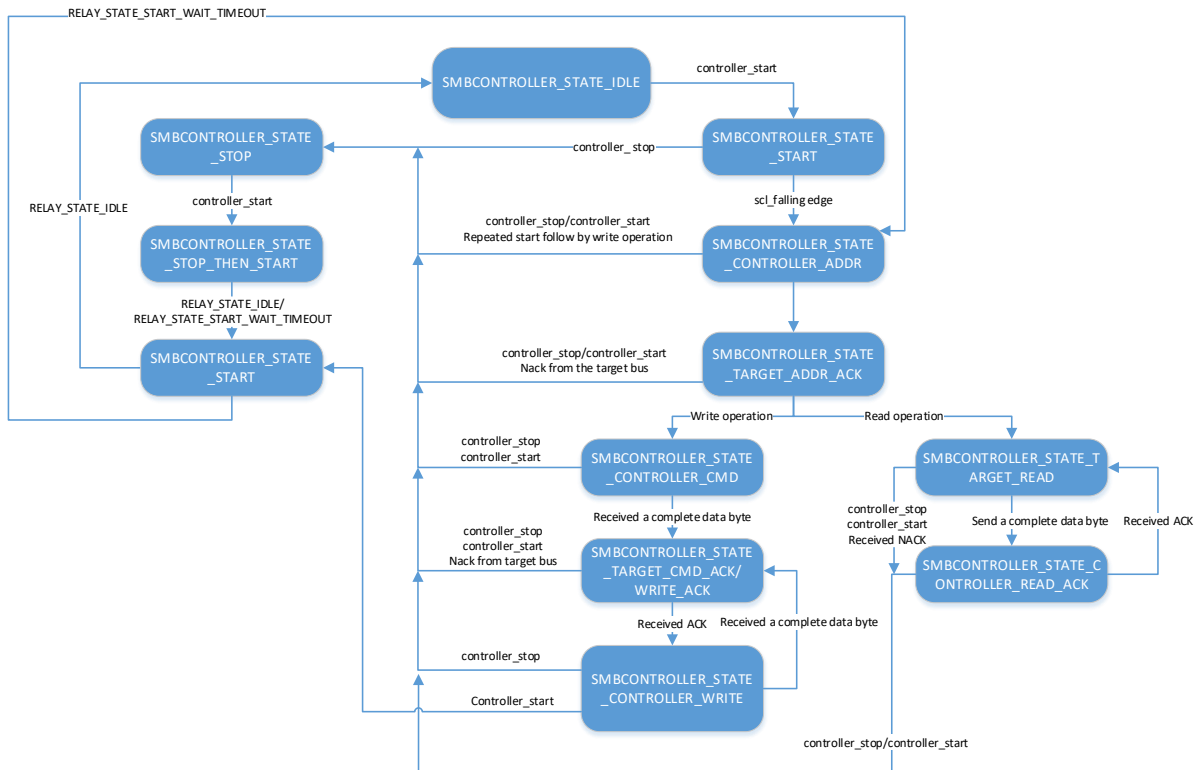 RELAY_STATE_START_WAIT_TIMEOUT
SMBCONTROLLER_STATE_IDLE
controller_start
SMBCONTROLLER_STATE
_STOP
controller_ stop
SMBCONTROLLER_STATE
_START
RELAY_STATE_IDLE
controller_start
scl_falling edge
controller_stop/controller_start
Repeated start follow by write operation
SMBCONTROLLER_STATE
_STOP_THEN_START
SMBCONTROLLER_STATE
_CONTROLLER_ADDR
RELAY_STATE_IDLE/
RELAY_STATE_START_WAIT_TIMEOUT
SMBCONTROLLER_STATE
_START
controller_stop/controller_start
Nack from the target bus
SMBCONTROLLER_STATE
_TARGET_ADDR_ACK
Write operation
Read operation
controller_stop
controller_start
SMBCONTROLLER_STATE
_CONTROLLER_CMD
SMBCONTROLLER_STATE_T
ARGET_READ
controller_stop
controller_start
Received NACK
Received a complete data byte
Send a complete data byte
Received ACK
controller_stop
controller_start
Nack from target bus
SMBCONTROLLER_STATE
_TARGET_CMD_ACK/
WRITE_ACK
SMBCONTROLLER_STATE_C
ONTROLLER_READ_ACK
Received ACK
Received a complete data byte
controller_stop
SMBCONTROLLER_STATE
_CONTROLLER_WRITE
Controller_start
controller_stop/controller_start